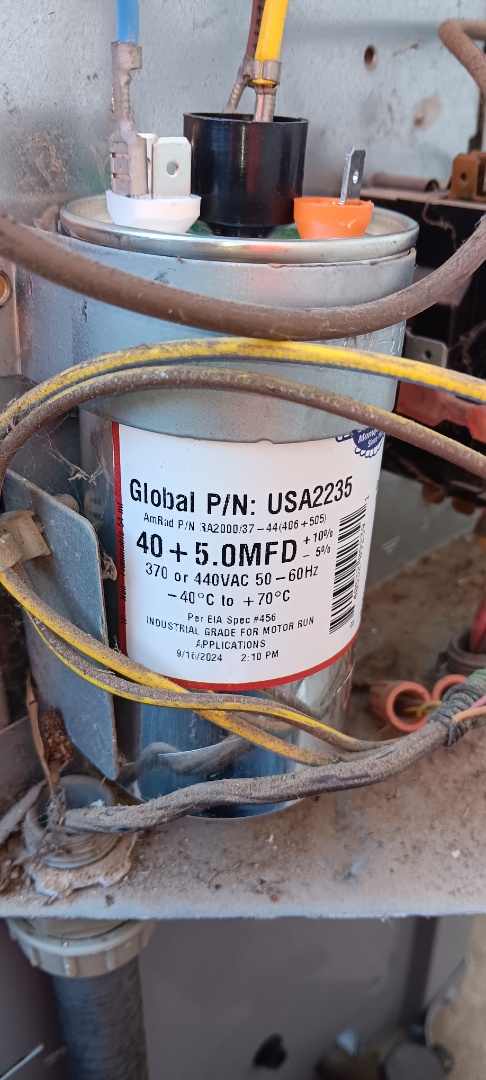 Global P/N: USA2235
AmRad P/N RA2000/37-44(406+505)
40+5.0MFD +10%
- 5%
370 or 440VAC 50-60Hz
-40°C to +70°C
Per EIA Spec #456
INDUSTRIAL GRADE FOR MOTOR RUN
APPLICATIONS
9/16/2024 2:10 PM